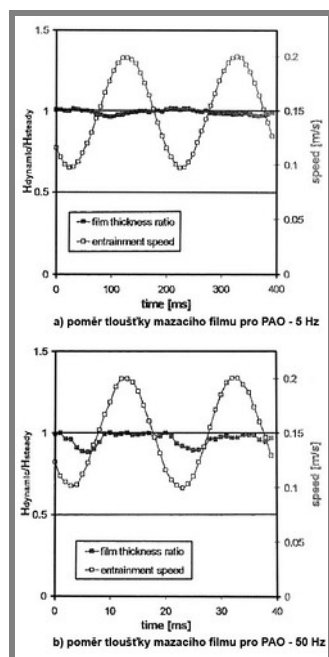 1.5
1
0.5
0
Hdynamic/Hsteady
0.2
0.15
0.1
0.05
0
speed [m/s]
film thickness ratio
entrainment speed
0 100 200 300 400
time [ms]
a) poměr tloušťky mazacího filmu pro PAO - 5 Hz
1.5
1
0.5
0
Hdynamic/Hsteady
0.2
0.15
0.1
0.05
0
speed [m/s]
film thickness ratio
entrainment speed
0 10 20 30 40
time [ms]
b) poměr tloušťky mazacího filmu pro PAO - 50 Hz